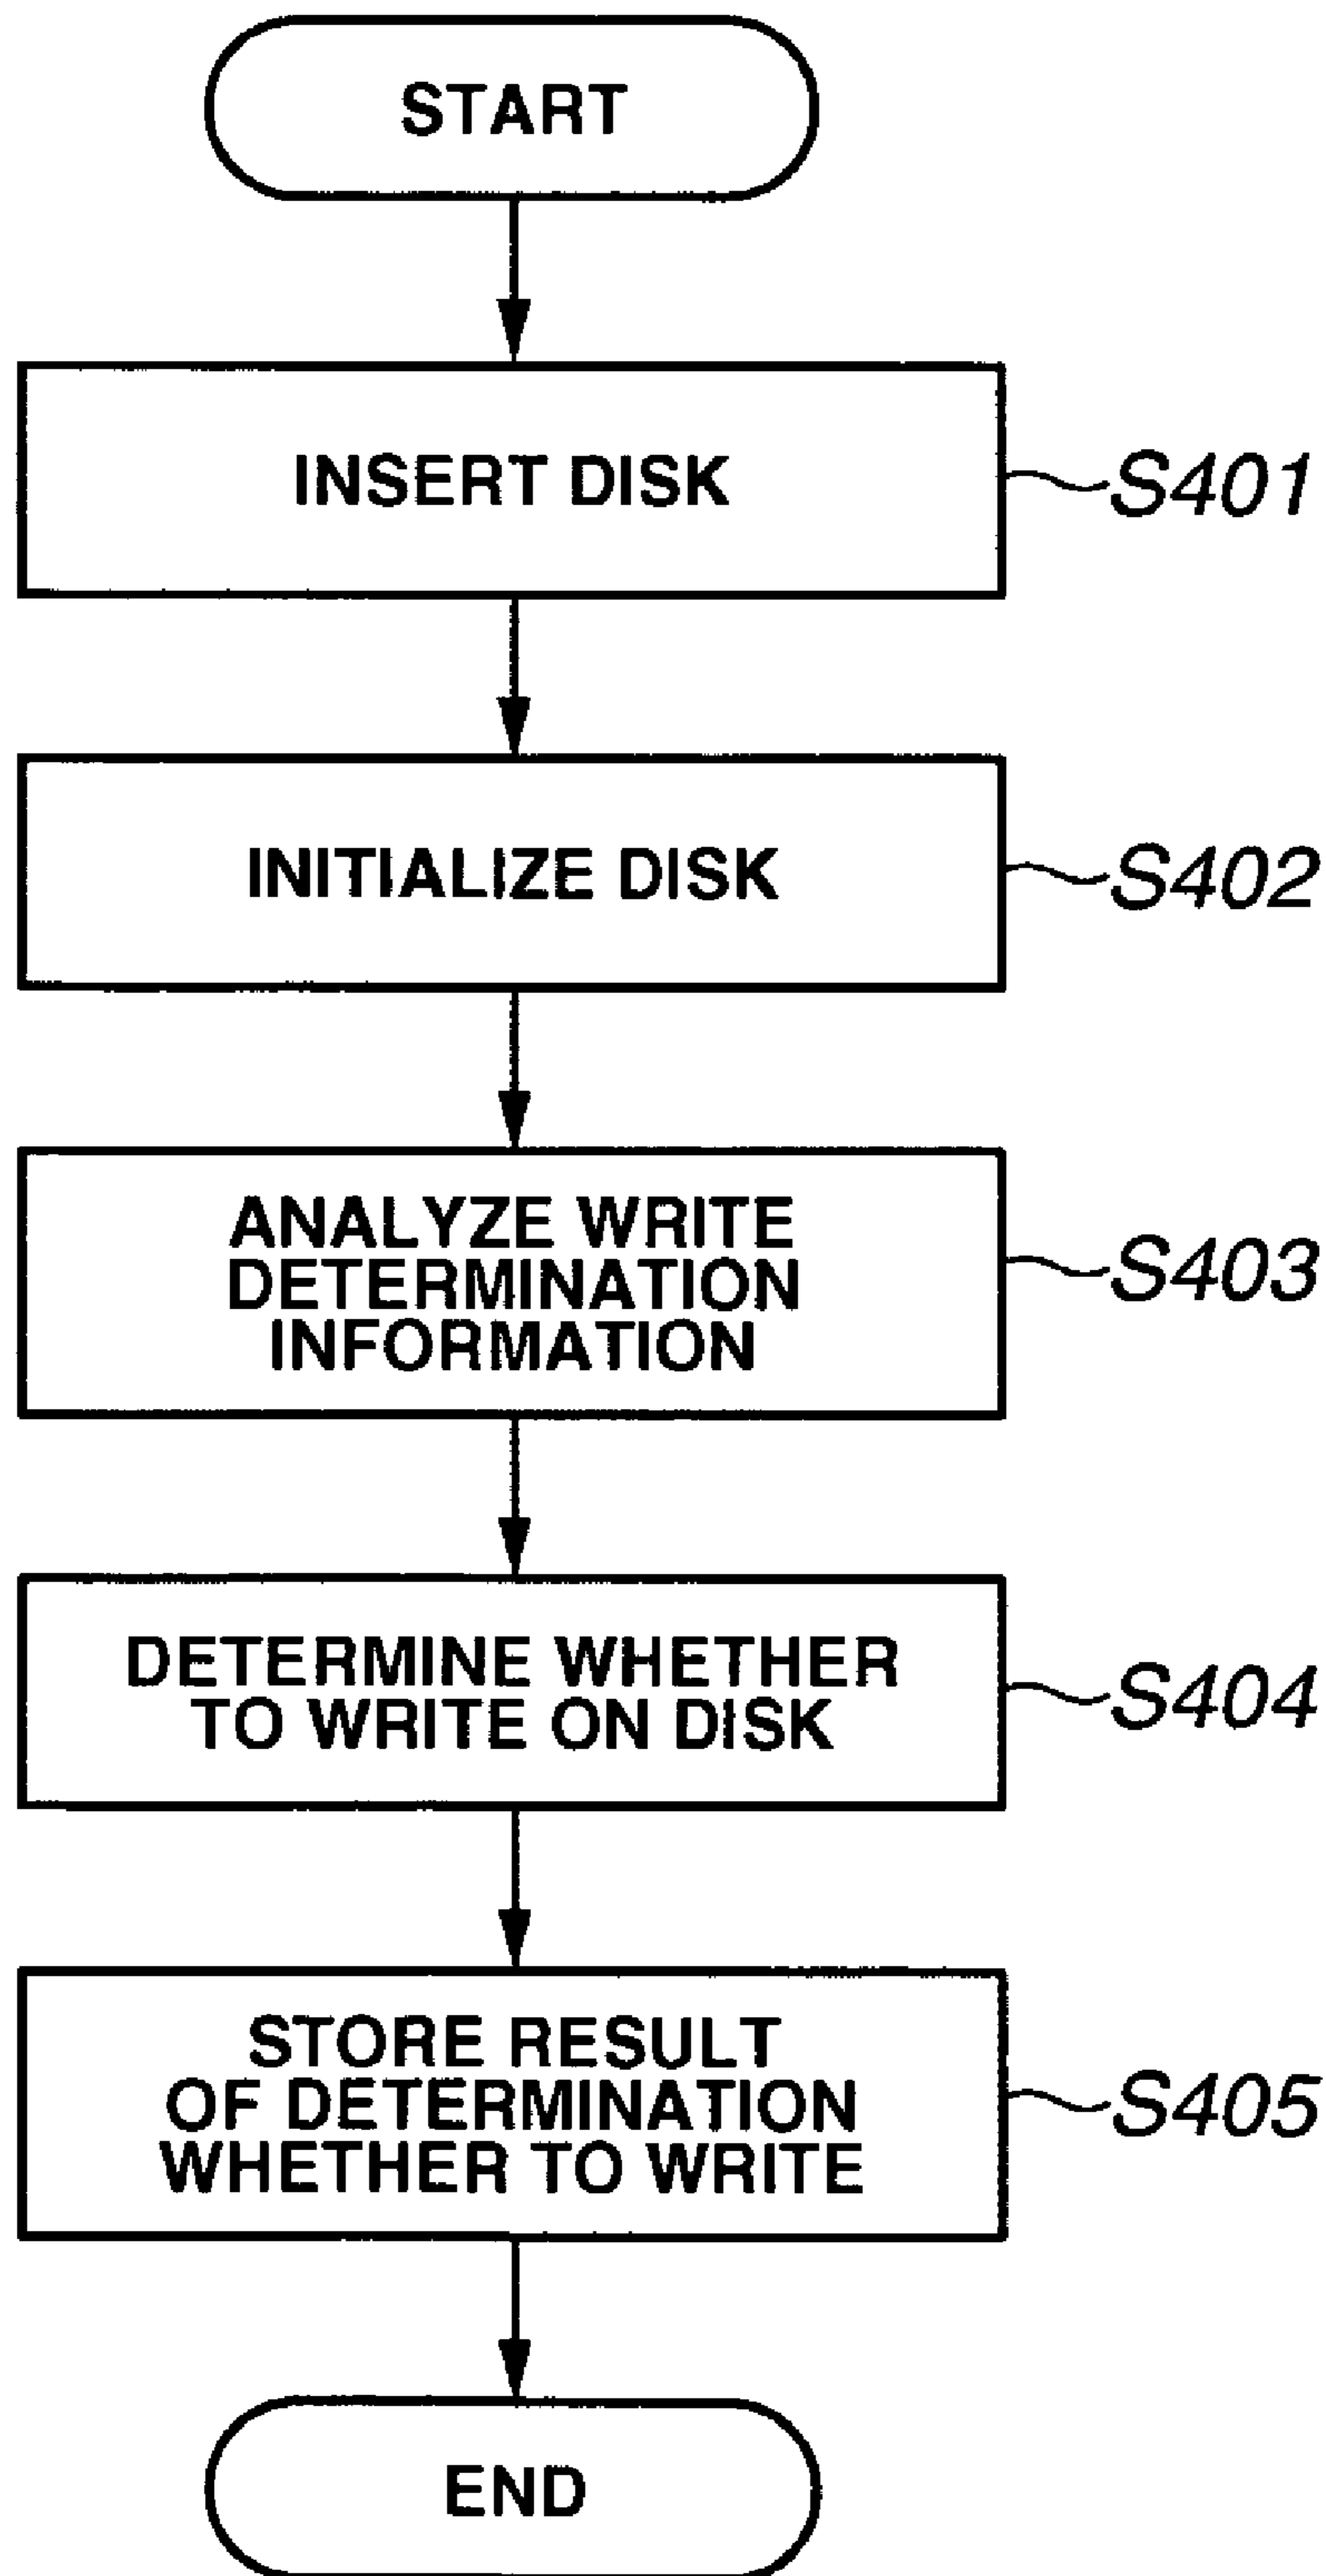 START
INSERT DISK
S401
INITIALIZE DISK
S402
ANALYZE WRITE
DETERMINATION
INFORMATION
S403
DETERMINE WHETHER
TO WRITE ON DISK
S404
STORE RESULT
OF DETERMINATION
WHETHER TO WRITE
S405
END